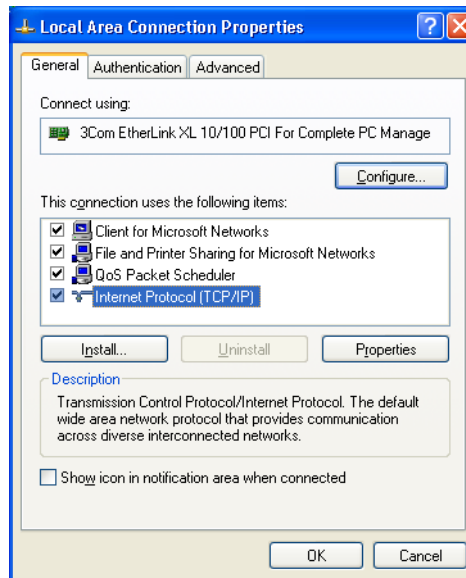 Local Area Connection Properties
General Authentication Advanced
Connect using:
3Com EtherLink XL 10/100 PCI For Complete PC Manage
Configure...
This connection uses the following items:
Client for Microsoft Networks
File and Printer Sharing for Microsoft Networks
QoS Packet Scheduler
Internet Protocol (TCP/IP)
Install... Uninstall Properties
Description
Transmission Control Protocol/Internet Protocol. The default
wide area network protocol that provides communication
across diverse interconnected networks.
Show icon in notification area when connected
OK Cancel